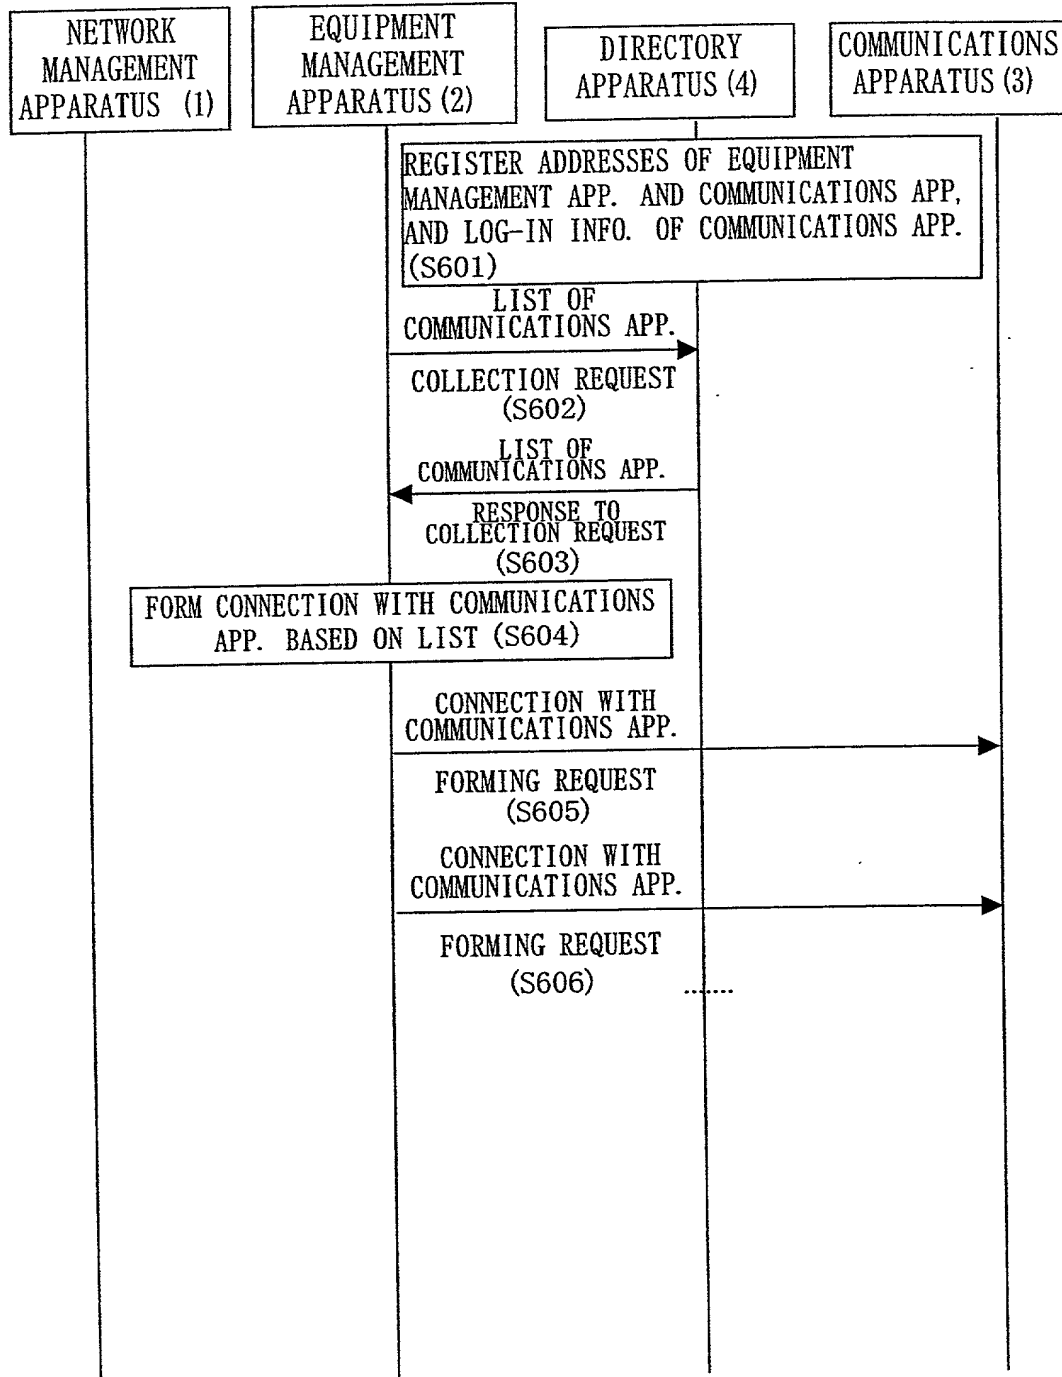 NETWORK
MANAGEMENT
APPARATUS (1)
EQUIPMENT
MANAGEMENT
APPARATUS (2)
DIRECTORY
APPARATUS (4)
COMMUNICATIONS
APPARATUS (3)
REGISTER ADDRESSES OF EQUIPMENT
MANAGEMENT APP. AND COMMUNICATIONS APP,
AND LOG-IN INFO. OF COMMUNICATIONS APP.
(S601)
LIST OF
COMMUNICATIONS APP.
COLLECTION REQUEST
(S602)
LIST OF
COMMUNICATIONS APP.
RESPONSE TO
COLLECTION REQUEST
(S603)
FORM CONNECTION WITH COMMUNICATIONS
APP. BASED ON LIST (S604)
CONNECTION WITH
COMMUNICATIONS APP.
FORMING REQUEST
(S605)
CONNECTION WITH
COMMUNICATIONS APP.
FORMING REQUEST
(S606) .......